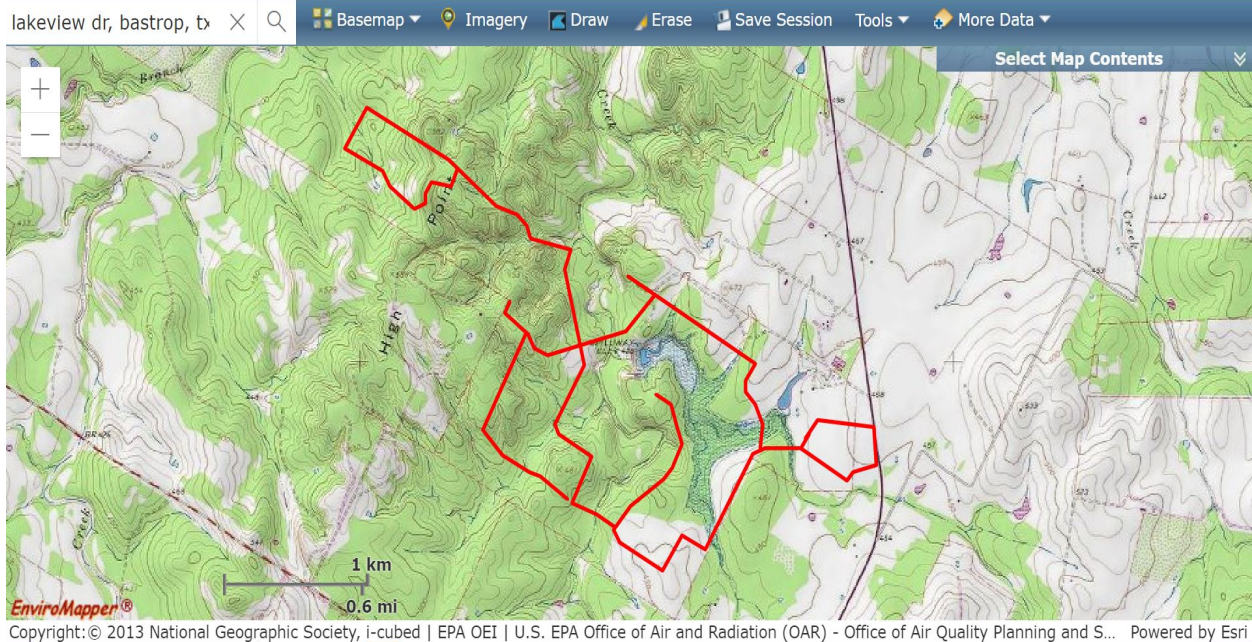 lakeview dr, bastrop, tx
Basemap
Imagery
Draw
Erase
Save Session
Tools
More Data
Select Map Contents
+
−
Branch
Creek
Point
High
Creek
Creek
1 km
0.6 mi
EnviroMapper®
Copyright:© 2013 National Geographic Society, i-cubed | EPA OEI | U.S. EPA Office of Air and Radiation (OAR) - Office of Air Quality Planning and S... Powered by Esri